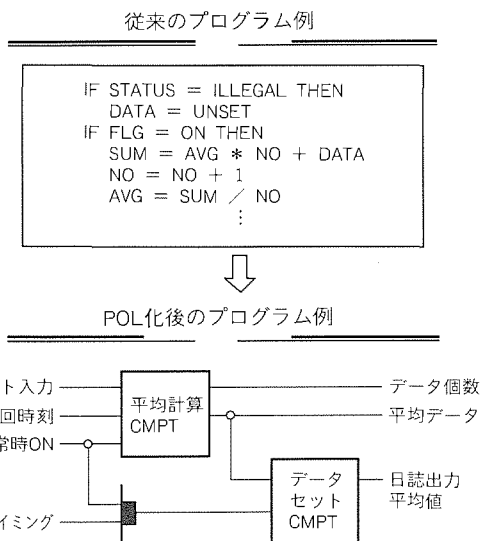 従来のプログラム例
IF STATUS = ILLEGAL THEN
DATA = UNSET
IF FLG = ON THEN
SUM = AVG * NO + DATA
NO = NO + 1
AVG = SUM / NO
⋮
POL化後のプログラム例
ト入力
回時刻
常時ON
イミング
平均計算
CMPT
データ個数
平均データ
データ
セット
CMPT
日誌出力
平均値